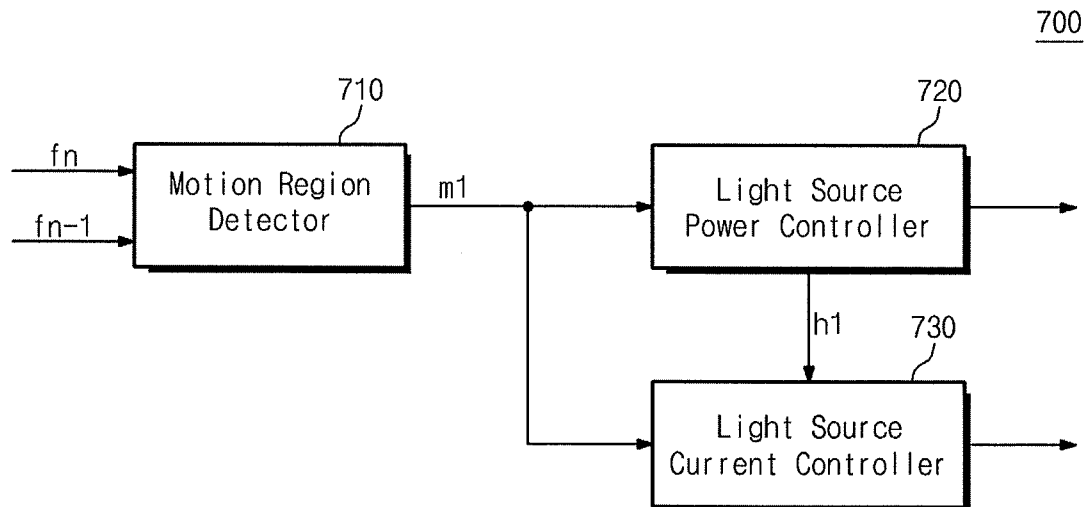 700
710
720
fn
Motion Region
Detector
m1
Light Source
Power Controller
fn-1
h1
730
Light Source
Current Controller